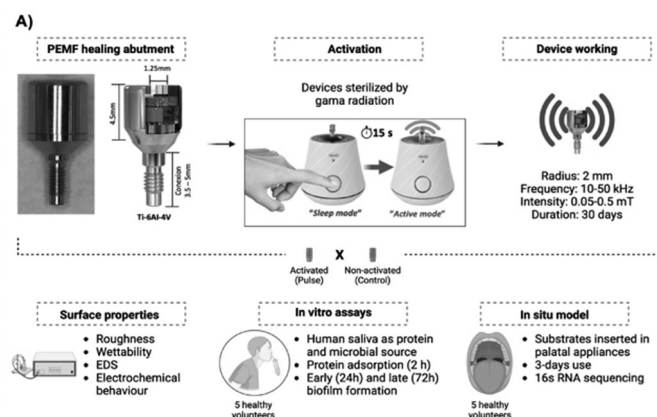 A)
PEMF healing abutment
1.25mm
4.5mm
Conexion
3.5 – 5mm
Ti-6Al-4V
Activation
Devices sterilized by
gama radiation
15 s
"Sleep mode"
"Active mode"
Device working
Radius: 2 mm
Frequency: 10-50 kHz
Intensity: 0.05-0.5 mT
Duration: 30 days
X
Activated
(Pulse)
Non-activated
(Control)
Surface properties
• Roughness
• Wettability
• EDS
• Electrochemical
behaviour
In vitro assays
• Human saliva as protein
and microbial source
• Protein adsorption (2 h)
• Early (24h) and late (72h)
biofilm formation
5 healthy
volunteers
In situ model
• Substrates inserted in
palatal appliances
• 3-days use
• 16s RNA sequencing
5 healthy
volunteers